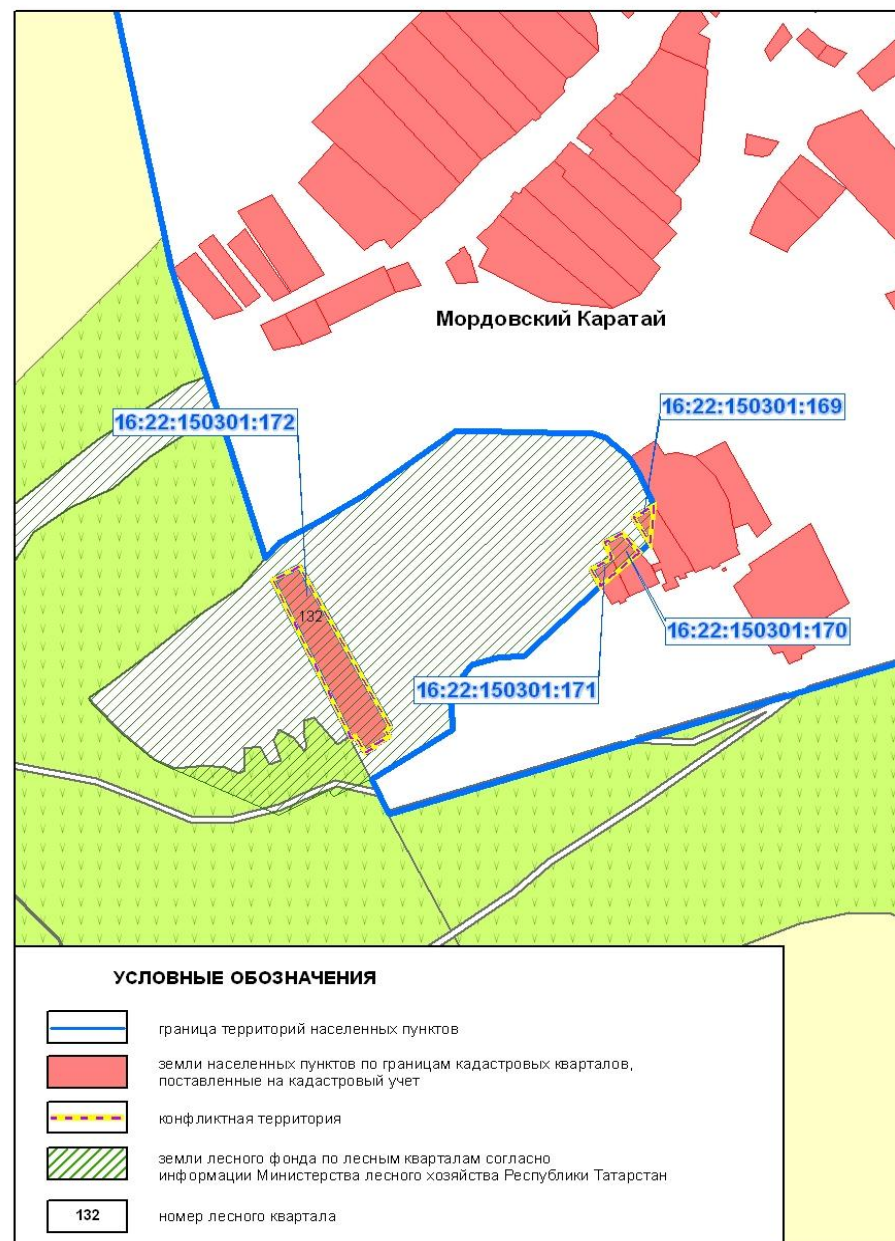 Мордовский Каратай
16:22:150301:169
16:22:150301:172
132
16:22:150301:170
16:22:150301:171
УСЛОВНЫЕ ОБОЗНАЧЕНИЯ
граница территорий населенных пунктов
земли населенных пунктов по границам кадастровых кварталов,
поставленные на кадастровый учет
конфликтная территория
земли лесного фонда по лесным кварталам согласно
информации Министерства лесного хозяйства Республики Татарстан
132 номер лесного квартала